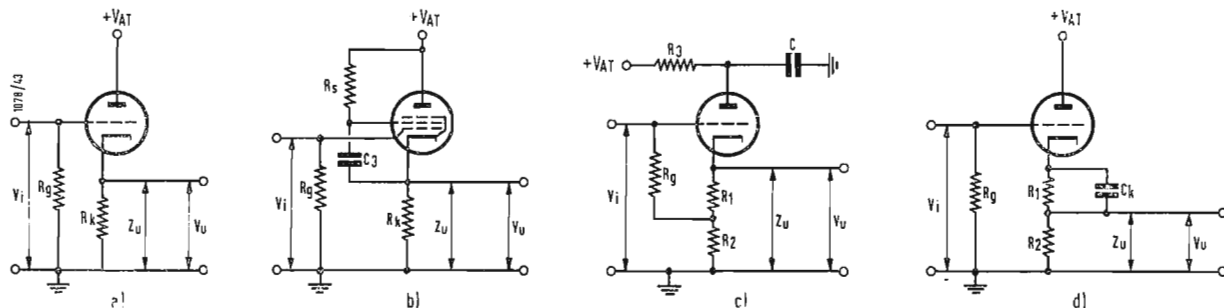 +VAT
1078/43
Vi
Rg
Rk
Zu
Vu
a)
+VAT
Rs
C3
Vi
Rg
Rk
Zu
Vu
b)
+VAT
R3
C
Vi
Rg
R1
R2
Zu
Vu
c)
+VAT
Vi
Rg
R1
Ck
R2
Zu
Vu
d)